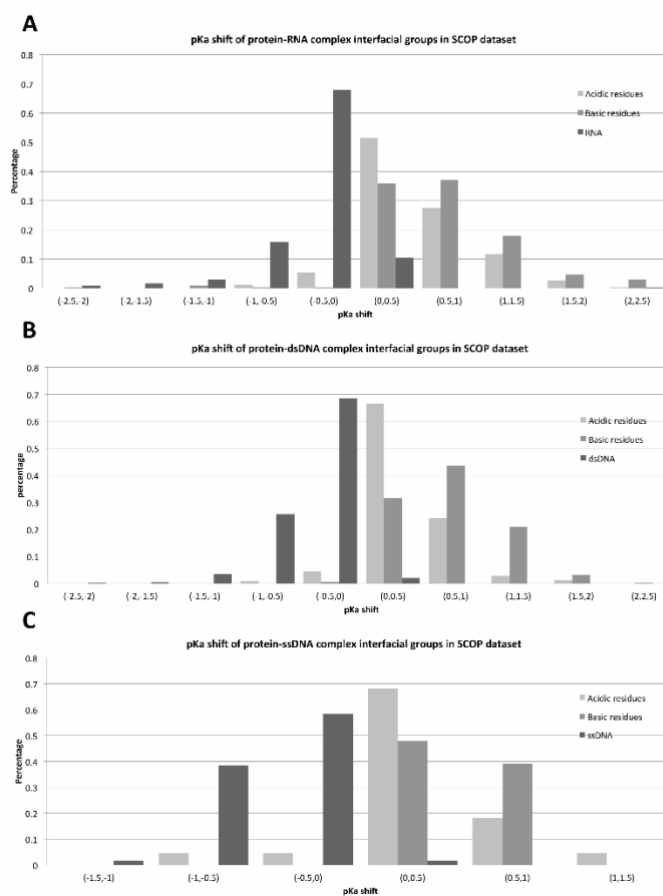 A
pKa shift of protein-RNA complex interfacial groups in SCOP dataset
0.8
0.7
0.6
0.5
0.4
0.3
0.2
0.1
0
Percentage
Acidic residues
Basic residues
RNA
(-2.5,-2) (-2,-1.5) (-1.5,-1) (-1,-0.5) (-0.5,0) (0,0.5) (0.5,1) (1,1.5) (1.5,2) (2,2.5)
pKa shift
B
pKa shift of protein-dsDNA complex interfacial groups in SCOP dataset
0.8
0.7
0.6
0.5
0.4
0.3
0.2
0.1
0
percentage
Acidic residues
Basic residues
dsDNA
(-2.5,-2) (-2,-1.5) (-1.5,-1) (-1,-0.5) (-0.5,0) (0,0.5) (0.5,1) (1,1.5) (1.5,2) (2,2.5)
pKa shift
C
pKa shift of protein-ssDNA complex interfacial groups in SCOP dataset
0.8
0.7
0.6
0.5
0.4
0.3
0.2
0.1
0
Percentage
Acidic residues
Basic residues
ssDNA
(-1.5,-1) (-1,-0.5) (-0.5,0) (0,0.5) (0.5,1) (1,1.5)
pKa shift